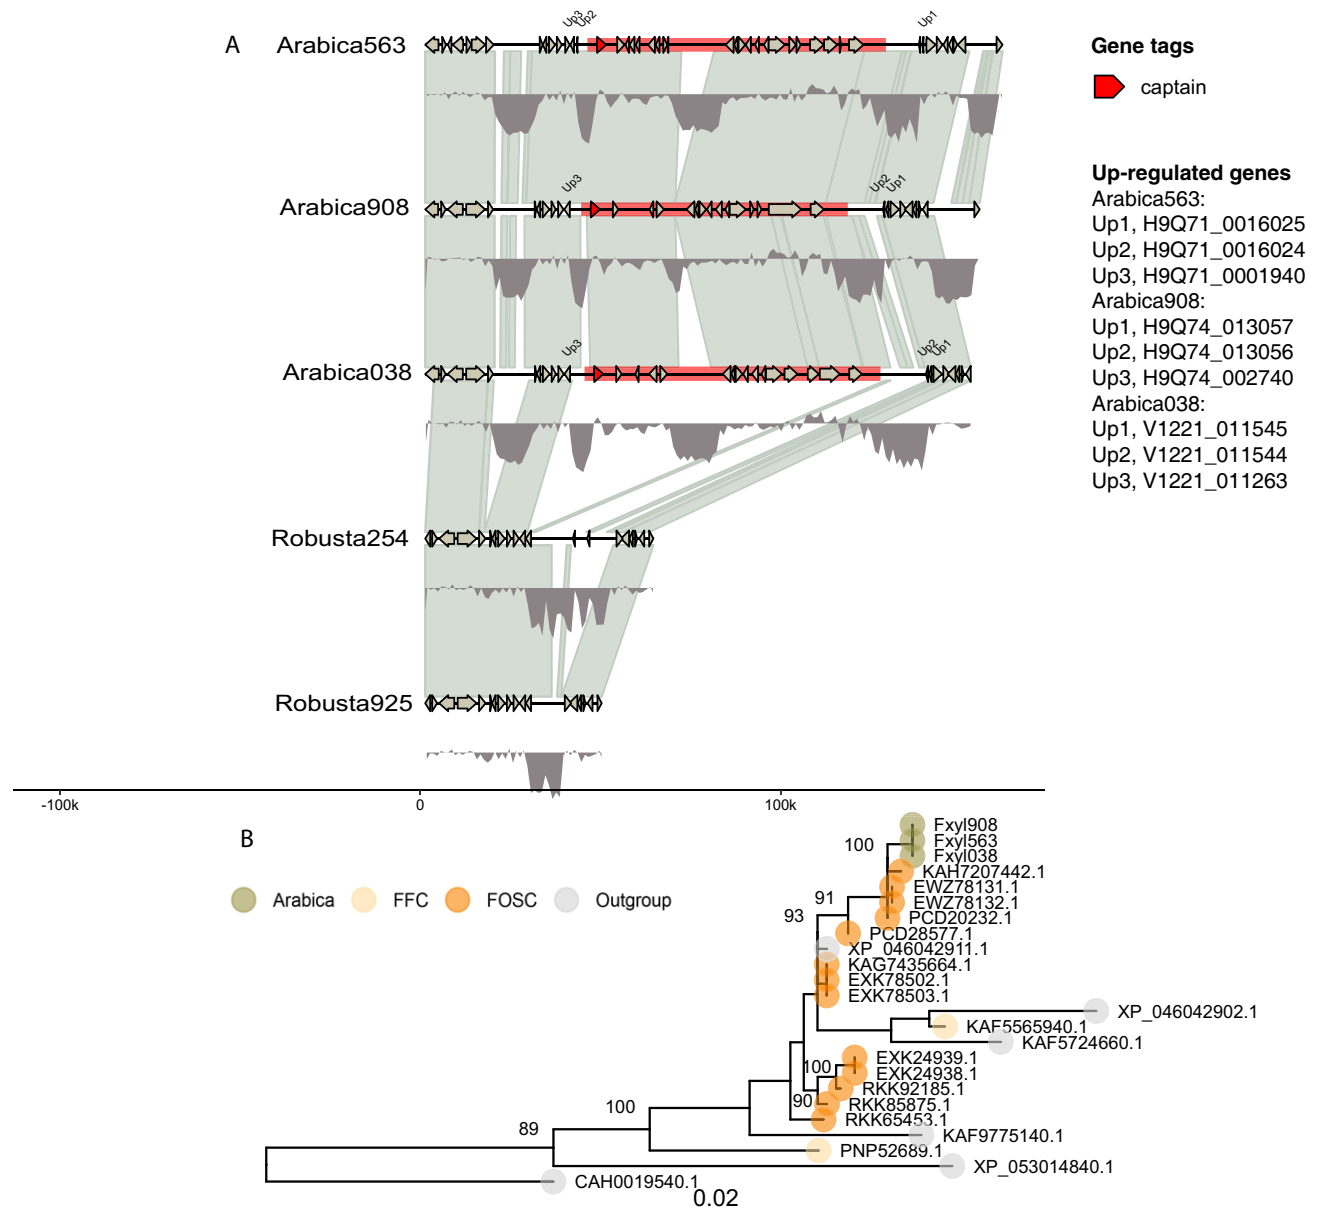 A
Arabica563
Up3
Up2
Up1
Gene tags
captain
Arabica908
Up3
Up2
Up1
Up-regulated genes
Arabica563:
Up1, H9Q71_0016025
Up2, H9Q71_0016024
Up3, H9Q71_0001940
Arabica908:
Up1, H9Q74_013057
Up2, H9Q74_013056
Up3, H9Q74_002740
Arabica038:
Up1, V1221_011545
Up2, V1221_011544
Up3, V1221_011263
Arabica038
Up3
Up2
Up1
Robusta254
Robusta925
-100k
0
100k
B
Arabica
FFC
FOSC
Outgroup
100
91
93
100
90
100
89
Fxyl908
Fxyl563
Fxyl038
KAH7207442.1
EWZ78131.1
EWZ78132.1
PCD20232.1
PCD28577.1
XP_046042911.1
KAG7435664.1
EXK78502.1
EXK78503.1
XP_046042902.1
KAF5565940.1
KAF5724660.1
EXK24939.1
EXK24938.1
RKK92185.1
RKK85875.1
RKK65453.1
KAF9775140.1
PNP52689.1
XP_053014840.1
CAH0019540.1
0.02